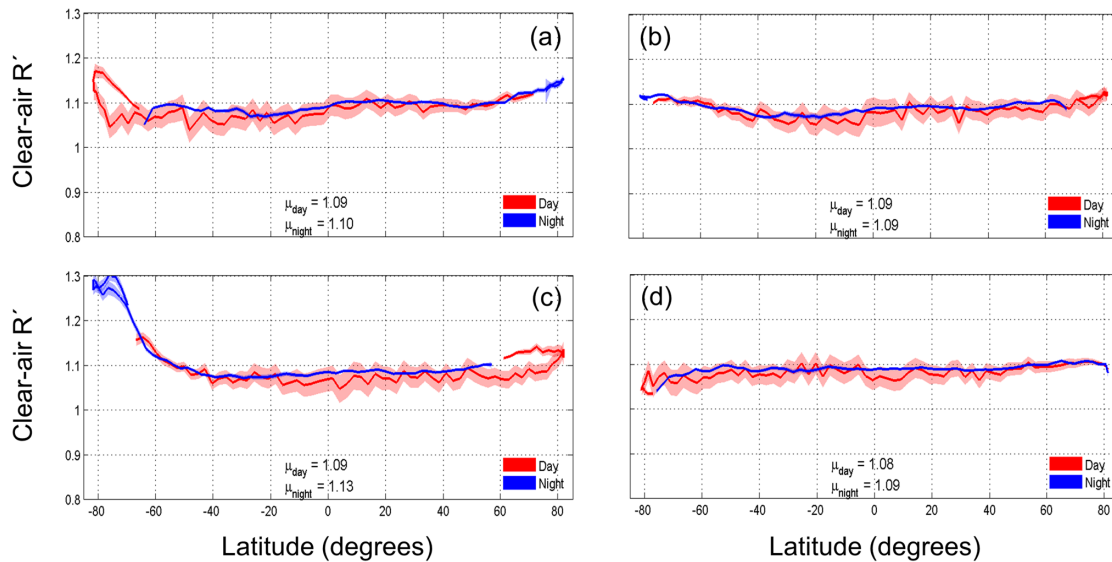 1.3
1.2
1.1
1
0.9
0.8
Clear-air R´
(a)
μday = 1.09
μnight = 1.10
Day
Night
(b)
μday = 1.09
μnight = 1.09
Day
Night
1.3
1.2
1.1
1
0.9
0.8
Clear-air R´
(c)
μday = 1.09
μnight = 1.13
Day
Night
-80 -60 -40 -20 0 20 40 60 80
Latitude (degrees)
(d)
μday = 1.08
μnight = 1.09
Day
Night
-80 -60 -40 -20 0 20 40 60 80
Latitude (degrees)